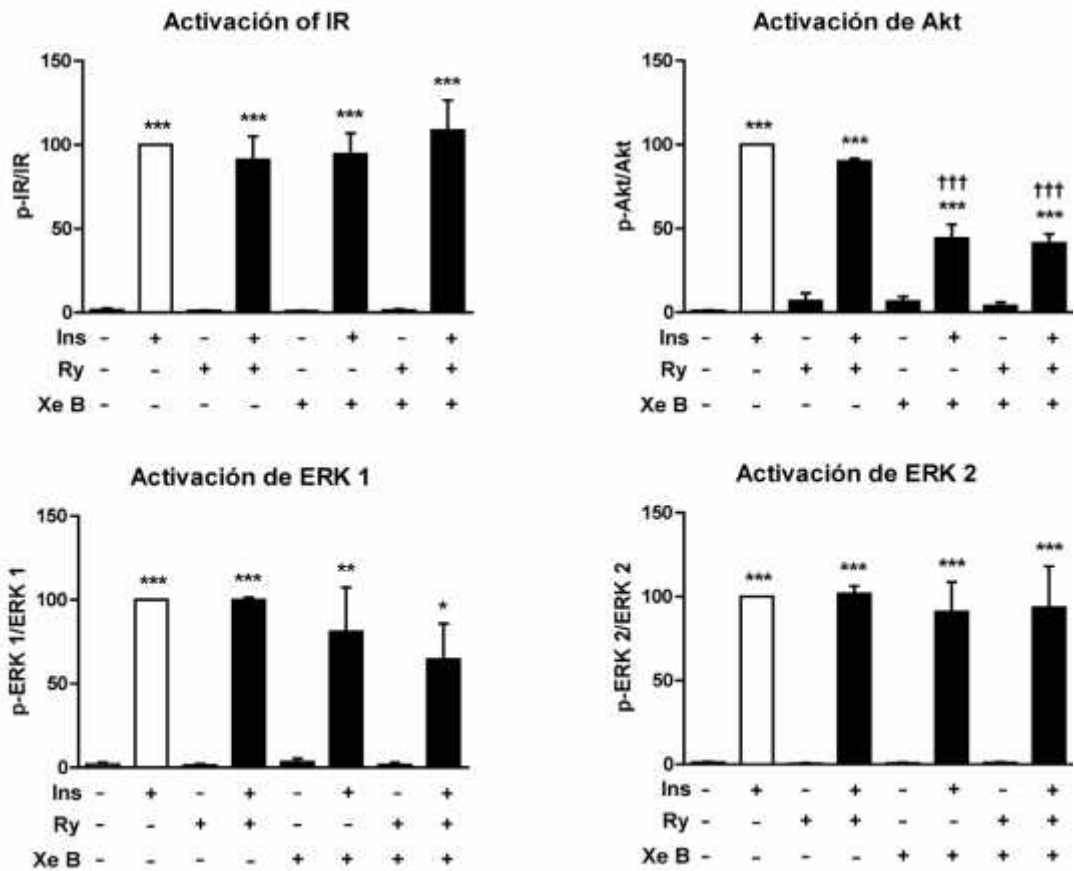 Activación of IR
150
100
50
0
p-IR/IR
*** *** *** ***
Ins - + - + - + - +
Ry - - + + - - + +
Xe B - - - - + + + +
Activación de Akt
150
100
50
0
p-Akt/Akt
††† †††
*** *** *** ***
Ins - + - + - + - +
Ry - - + + - - + +
Xe B - - - - + + + +
Activación de ERK 1
150
100
50
0
p-ERK 1/ERK 1
*** *** ** *
Ins - + - + - + - +
Ry - - + + - - + +
Xe B - - - - + + + +
Activación de ERK 2
150
100
50
0
p-ERK 2/ERK 2
*** *** *** ***
Ins - + - + - + - +
Ry - - + + - - + +
Xe B - - - - + + + +